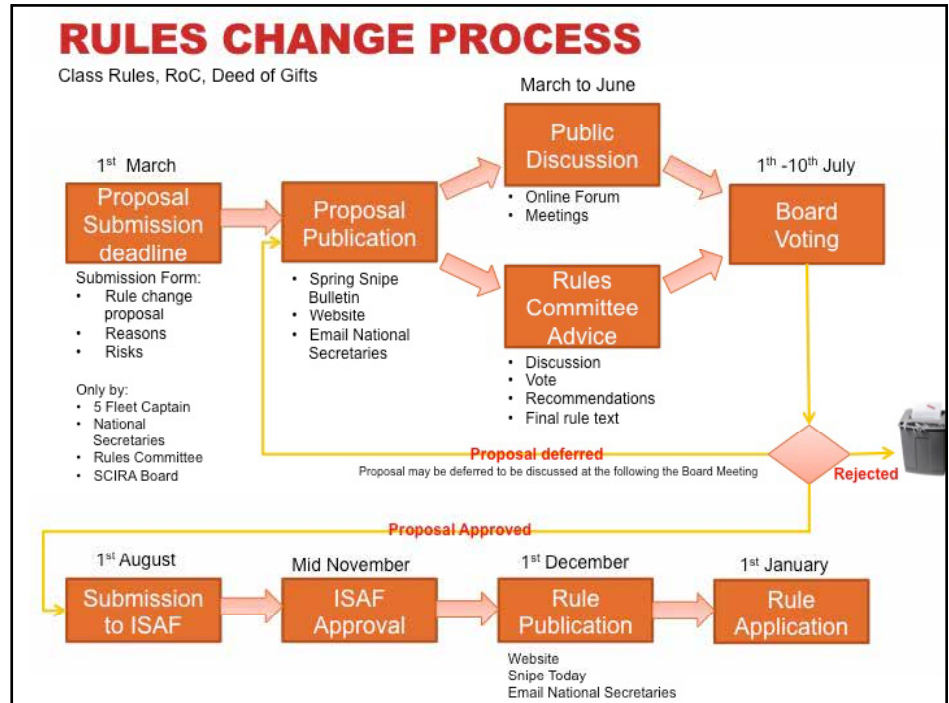 RULES CHANGE PROCESS
Class Rules, RoC, Deed of Gifts
1st March
Proposal
Submission
deadline
Submission Form:
• Rule change
proposal
• Reasons
• Risks
Only by:
• 5 Fleet Captain
• National
Secretaries
• Rules Committee
• SCIRA Board
Proposal
Publication
• Spring Snipe
Bulletin
• Website
• Email National
Secretaries
March to June
Public
Discussion
• Online Forum
• Meetings
Rules
Committee
Advice
• Discussion
• Vote
• Recommendations
• Final rule text
1th -10th July
Board
Voting
Proposal deferred
Proposal may be deferred to be discussed at the following the Board Meeting
Rejected
Proposal Approved
1st August
Submission
to ISAF
Mid November
ISAF
Approval
1st December
Rule
Publication
Website
Snipe Today
Email National Secretaries
1st January
Rule
Application